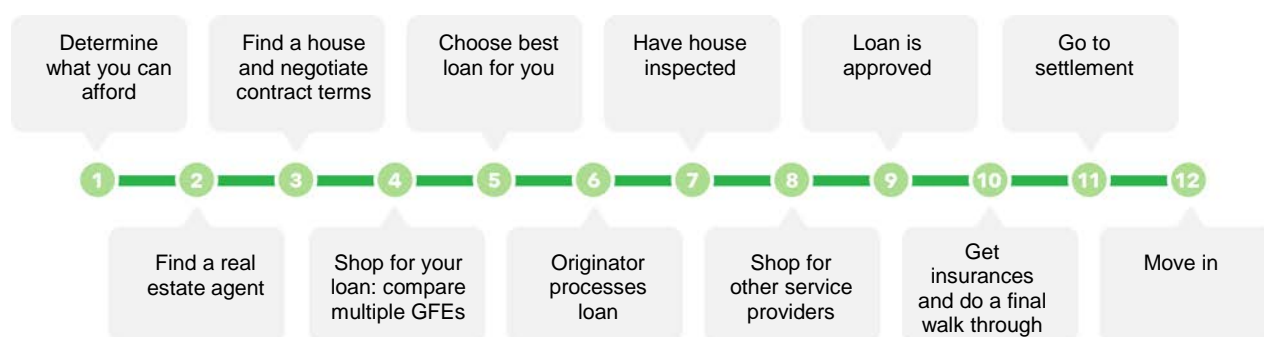 Determine
what you can
afford
Find a house
and negotiate
contract terms
Choose best
loan for you
Have house
inspected
Loan is
approved
Go to
settlement
1
2
3
4
5
6
7
8
9
10
11
12
Find a real
estate agent
Shop for your
loan: compare
multiple GFEs
Originator
processes
loan
Shop for
other service
providers
Get
insurances
and do a final
walk through
Move in